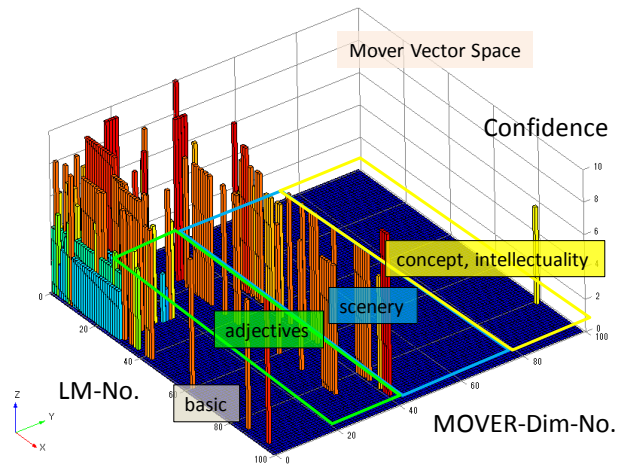 Mover Vector Space
Confidence
10
8
6
4
2
0
concept, intellectuality
scenery
adjectives
basic
LM-No.
MOVER-Dim-No.
0
20
40
60
80
100
0
20
40
60
80
100
Z
Y
X